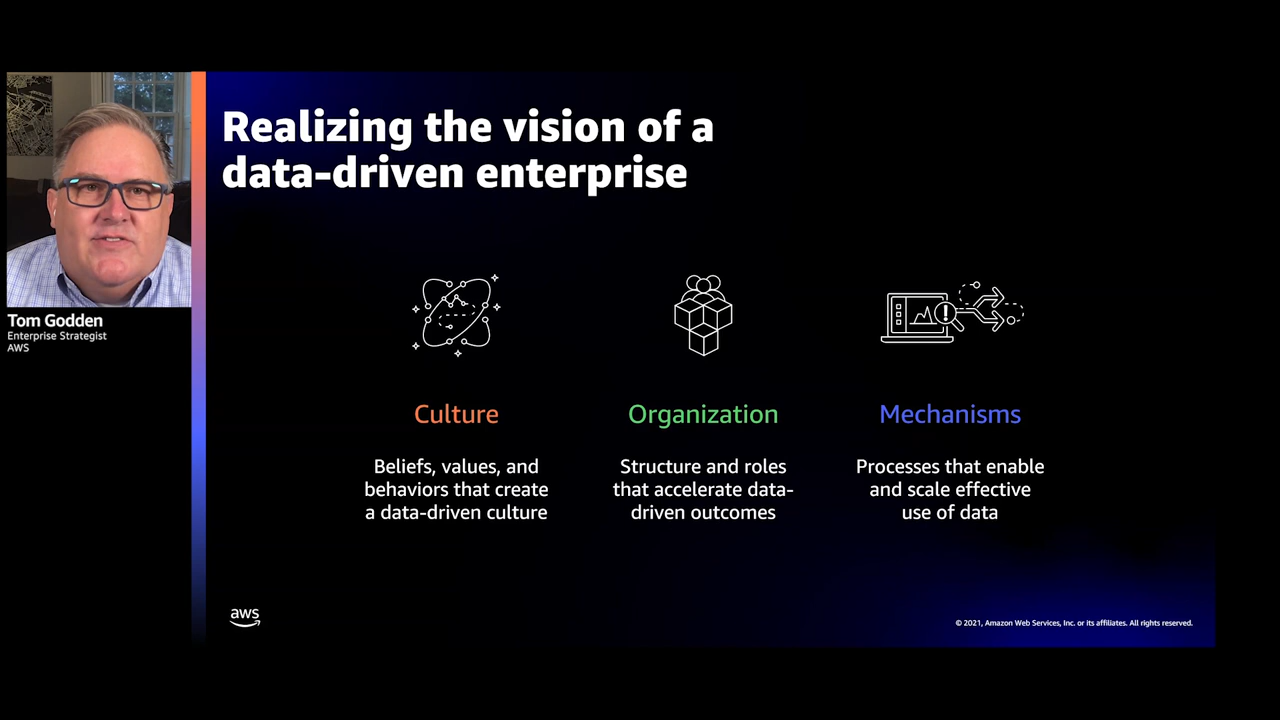 Realizing the vision of a
data-driven enterprise
Tom Godden
Enterprise Strategist
AWS
Culture
Beliefs, values, and
behaviors that create
a data-driven culture
Organization
Structure and roles
that accelerate data-
driven outcomes
Mechanisms
Processes that enable
and scale effective
use of data
aws
© 2021, Amazon Web Services, Inc. or its affiliates. All rights reserved.